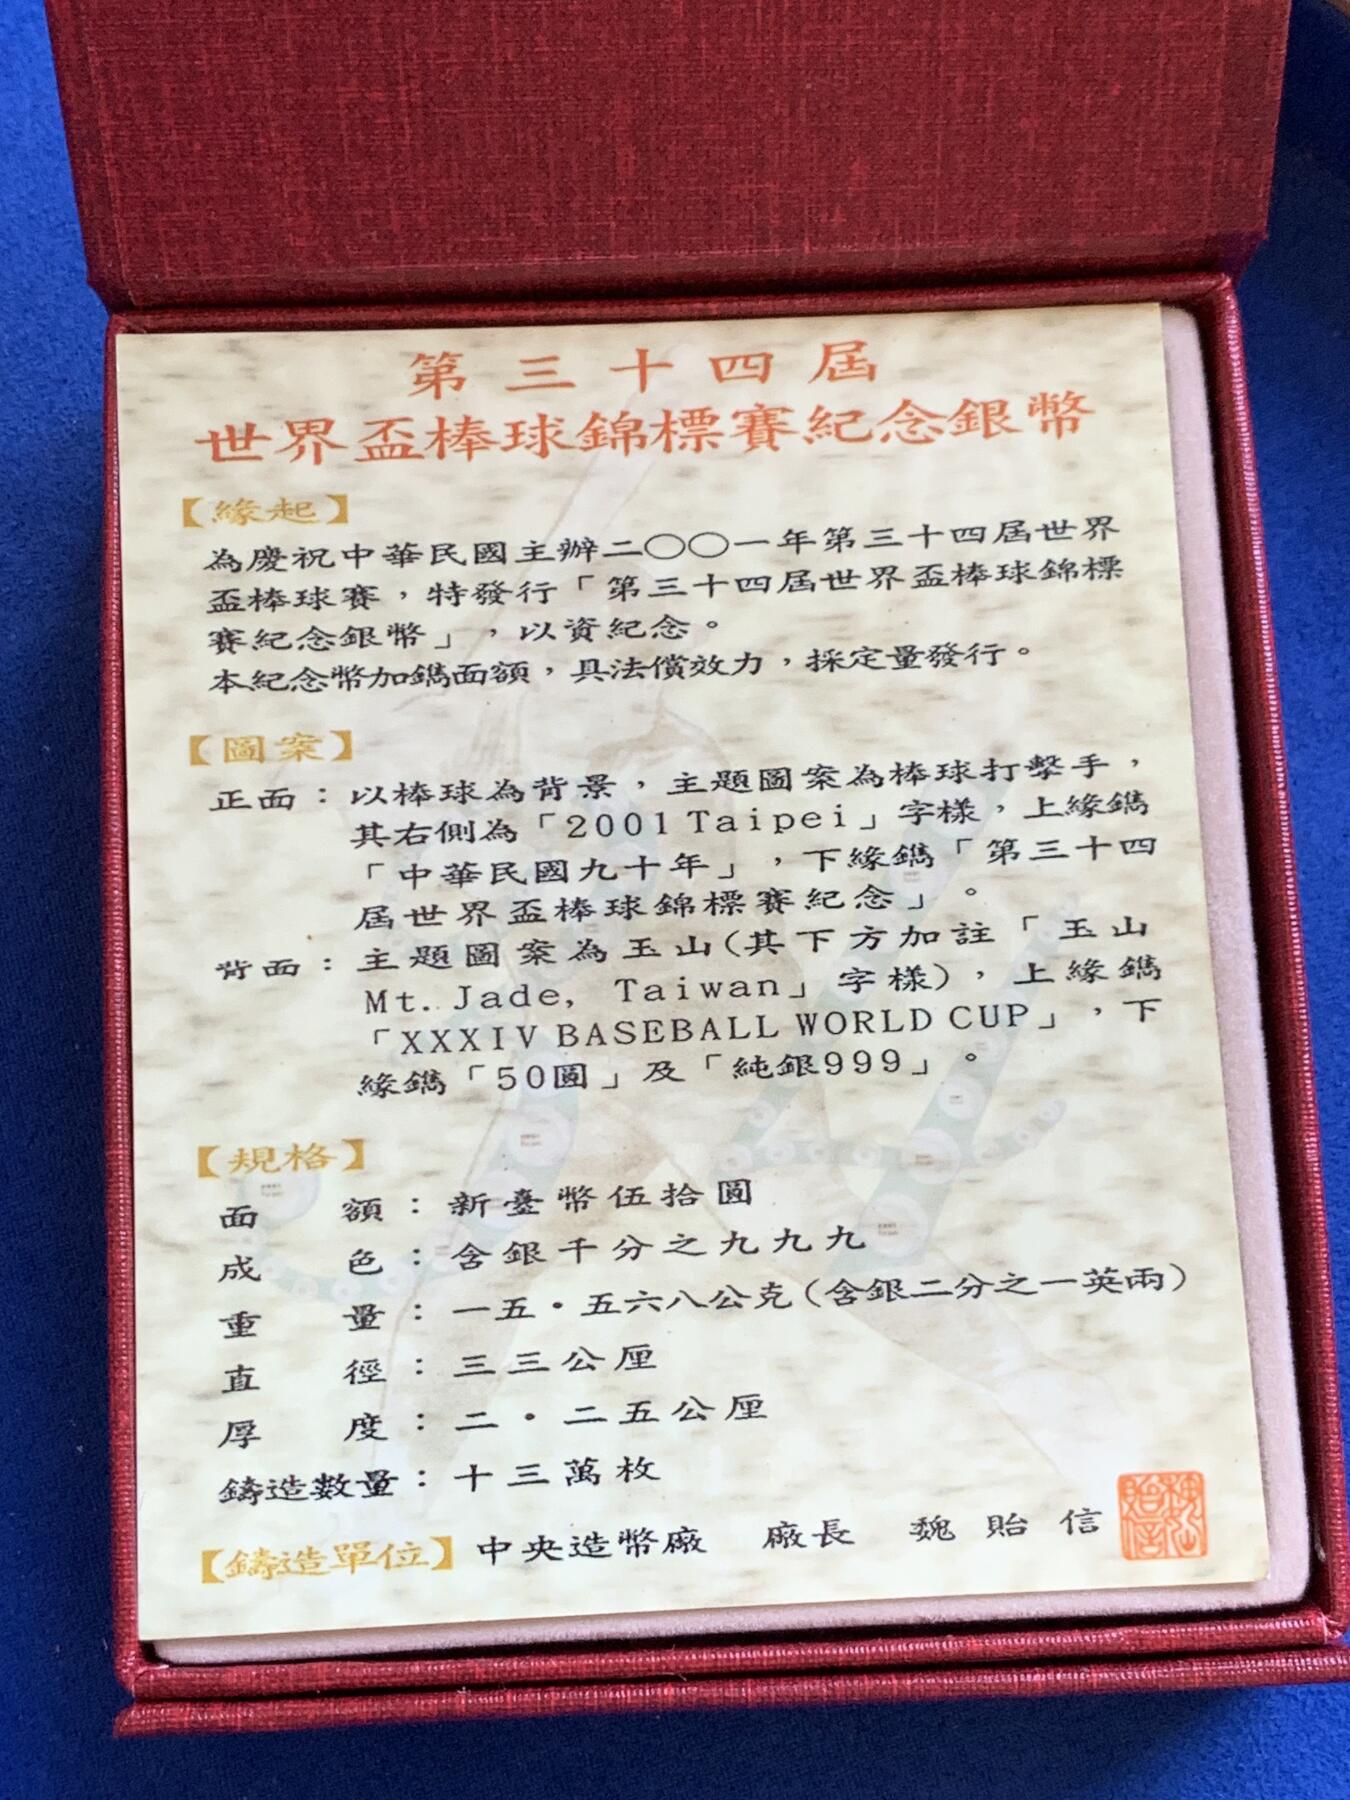 第三十四屆
世界盃棒球錦標賽紀念銀幣
【緣起】
為慶祝中華民國主辦二〇〇一年第三十四屆世界
盃棒球賽，特發行「第三十四屆世界盃棒球錦標
賽紀念銀幣」，以資紀念。
本紀念幣加鐫面額，具法償效力，採定量發行。
【圖案】
正面：以棒球為背景，主題圖案為棒球打擊手，
其右側為「2001 Taipei」字樣，上緣鐫
「中華民國九十年」，下緣鐫「第三十四
屆世界盃棒球錦標賽紀念」。
背面：主題圖案為玉山(其下方加註「玉山
Mt. Jade, Taiwan」字樣)，上緣鐫
「XXXIV BASEBALL WORLD CUP」，下
緣鐫「50圓」及「純銀999」。
【規格】
面額：新臺幣伍拾圓
成色：含銀千分之九九九
重量：一五・五六八公克(含銀二分之一英兩)
直徑：三三公厘
厚度：二・二五公厘
鑄造數量：十三萬枚
【鑄造單位】中央造幣廠 廠長 魏貽信